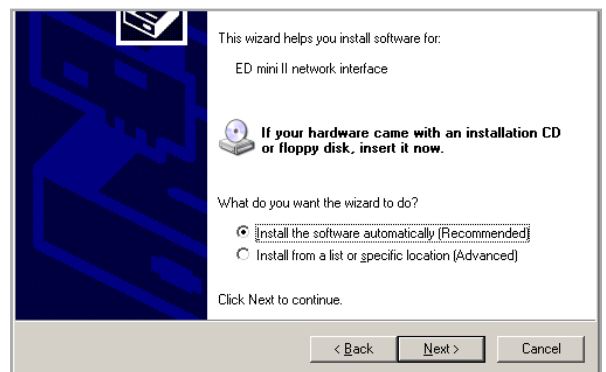 This wizard helps you install software for:
ED mini II network interface
If your hardware came with an installation CD
or floppy disk, insert it now.
What do you want the wizard to do?
Install the software automatically (Recommended)
Install from a list or specific location (Advanced)
Click Next to continue.
< Back Next > Cancel